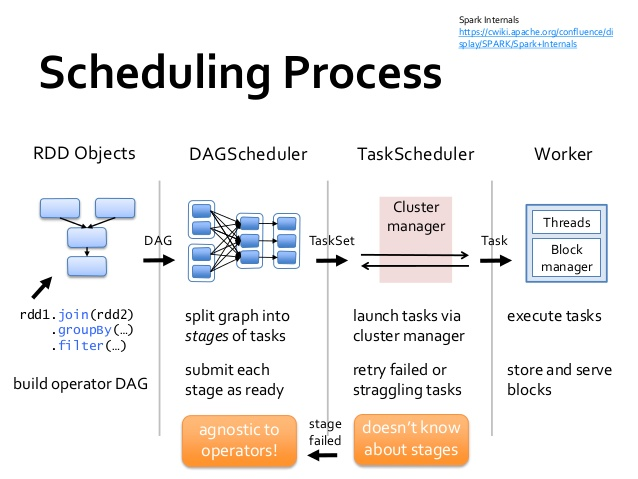 Spark Internals
https://cwiki.apache.org/confluence/di
splay/SPARK/Spark+Internals
Scheduling Process
RDD Objects
DAGScheduler
TaskScheduler
Worker
DAG
TaskSet
Cluster
manager
Task
Threads
Block
manager
rdd1.join(rdd2)
.groupBy(…)
.filter(…)
build operator DAG
split graph into
stages of tasks
submit each
stage as ready
launch tasks via
cluster manager
retry failed or
straggling tasks
execute tasks
store and serve
blocks
agnostic to
operators!
stage
failed
doesn't know
about stages